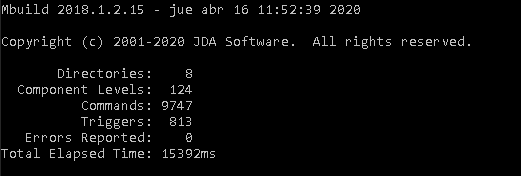 Mbuild 2018.1.2.15 - jue abr 16 11:52:39 2020
Copyright (c) 2001-2020 JDA Software.  All rights reserved.
Directories:    8
Component Levels:  124
Commands: 9747
Triggers:  813
Errors Reported:    0
Total Elapsed Time: 15392ms